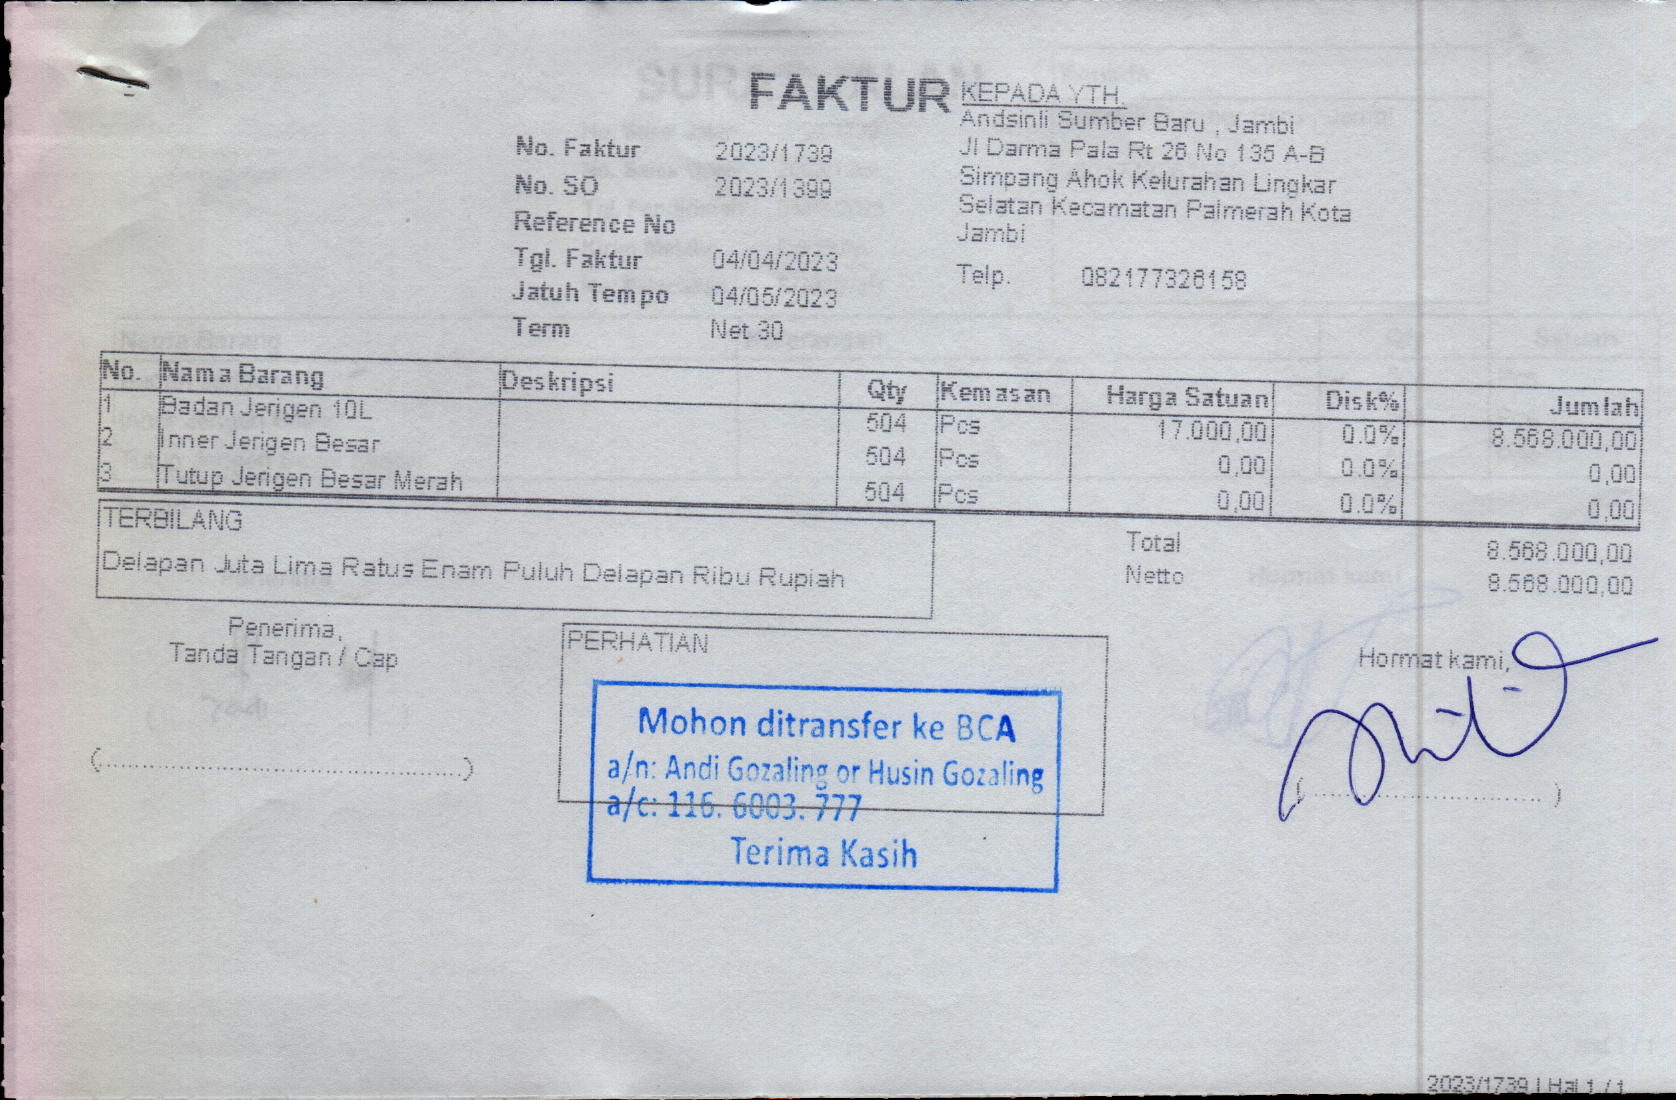 FAKTUR
KEPADA YTH.
Andsinli Sumber Baru , Jambi
Jl Darma Pala Rt 26 No 135 A-B
Simpang Ahok Kelurahan Lingkar
Selatan Kecamatan Palmerah Kota
Jambi
Telp. 082177326158
No. Faktur 2023/1739
No. SO 2023/1399
Reference No
Tgl. Faktur 04/04/2023
Jatuh Tempo 04/05/2023
Term Net 30
No. Nama Barang Deskripsi Qty Kemasan Harga Satuan Disk% Jumlah
1 Badan Jerigen 10L 504 Pcs 17.000,00 0.0% 8.568.000,00
2 Inner Jerigen Besar 504 Pcs 0,00 0.0% 0,00
3 Tutup Jerigen Besar Merah 504 Pcs 0,00 0.0% 0,00
TERBILANG
Delapan Juta Lima Ratus Enam Puluh Delapan Ribu Rupiah
Total 8.568.000,00
Netto 8.568.000,00
Penerima,
Tanda Tangan / Cap
(........................................)
PERHATIAN
Mohon ditransfer ke BCA
a/n: Andi Gozaling or Husin Gozaling
a/c: 116. 6003. 777
Terima Kasih
Hormat kami,
(..............................)
2023/1739 | Hal 1 / 1